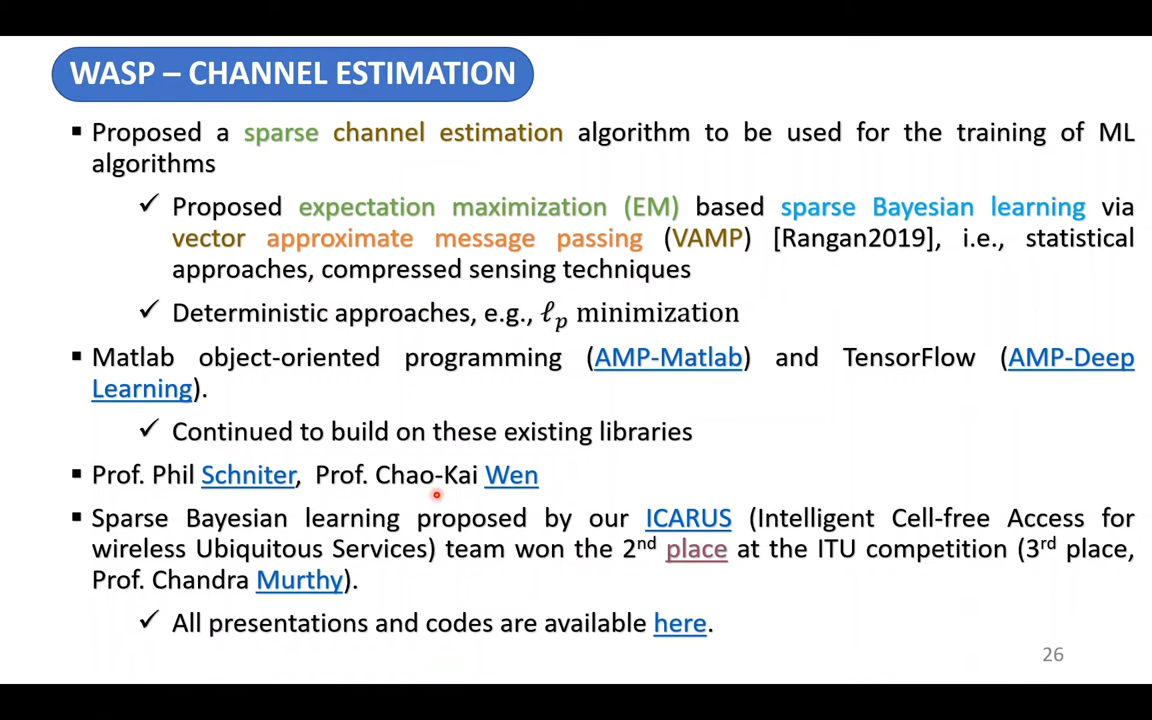 WASP – CHANNEL ESTIMATION
▪ Proposed a sparse channel estimation algorithm to be used for the training of ML
algorithms
✓ Proposed expectation maximization (EM) based sparse Bayesian learning via
vector approximate message passing (VAMP) [Rangan2019], i.e., statistical
approaches, compressed sensing techniques
✓ Deterministic approaches, e.g., ℓp minimization
▪ Matlab object-oriented programming (AMP-Matlab) and TensorFlow (AMP-Deep
Learning).
✓ Continued to build on these existing libraries
▪ Prof. Phil Schniter, Prof. Chao-Kai Wen
▪ Sparse Bayesian learning proposed by our ICARUS (Intelligent Cell-free Access for
wireless Ubiquitous Services) team won the 2nd place at the ITU competition (3rd place,
Prof. Chandra Murthy).
✓ All presentations and codes are available here.
26